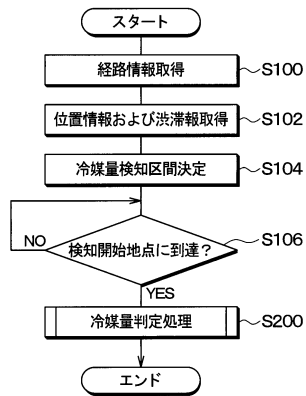 スタート
経路情報取得 S100
位置情報および渋滞報取得 S102
冷媒量検知区間決定 S104
検知開始地点に到達? S106
NO
YES
冷媒量判定処理 S200
エンド